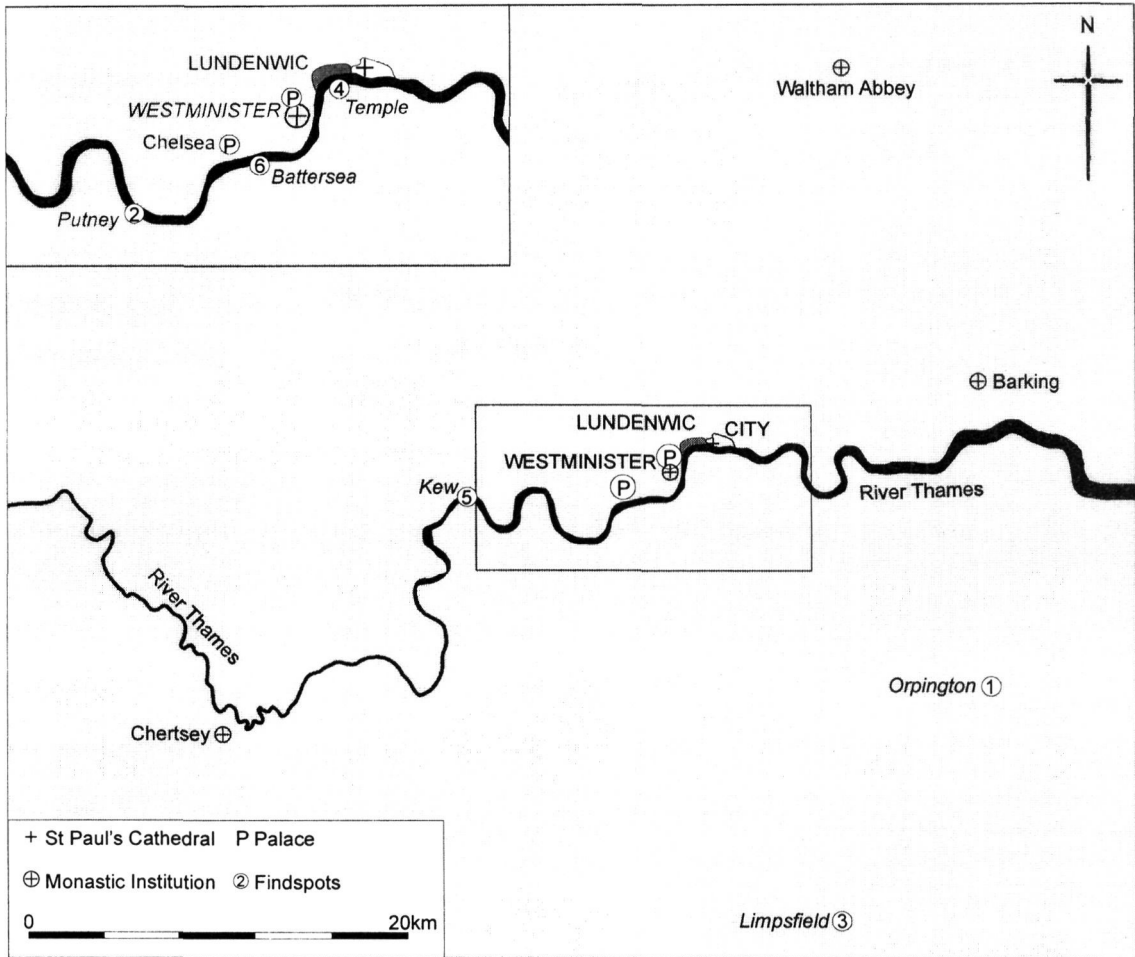 LUNDENWIC
4
Temple
P
WESTMINISTER
Chelsea P
6
Battersea
Putney 2
Waltham Abbey
N
Barking
LUNDENWIC CITY
P
WESTMINISTER
P
Kew 5
River Thames
River Thames
Orpington 1
Chertsey
+ St Paul's Cathedral P Palace
⊕ Monastic Institution ② Findspots
0 20km
Limpsfield 3